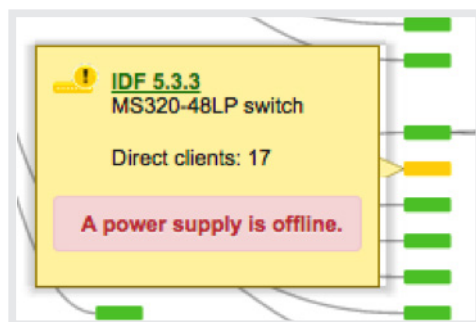 IDF 5.3.3
MS320-48LP switch
Direct clients: 17
A power supply is offline.